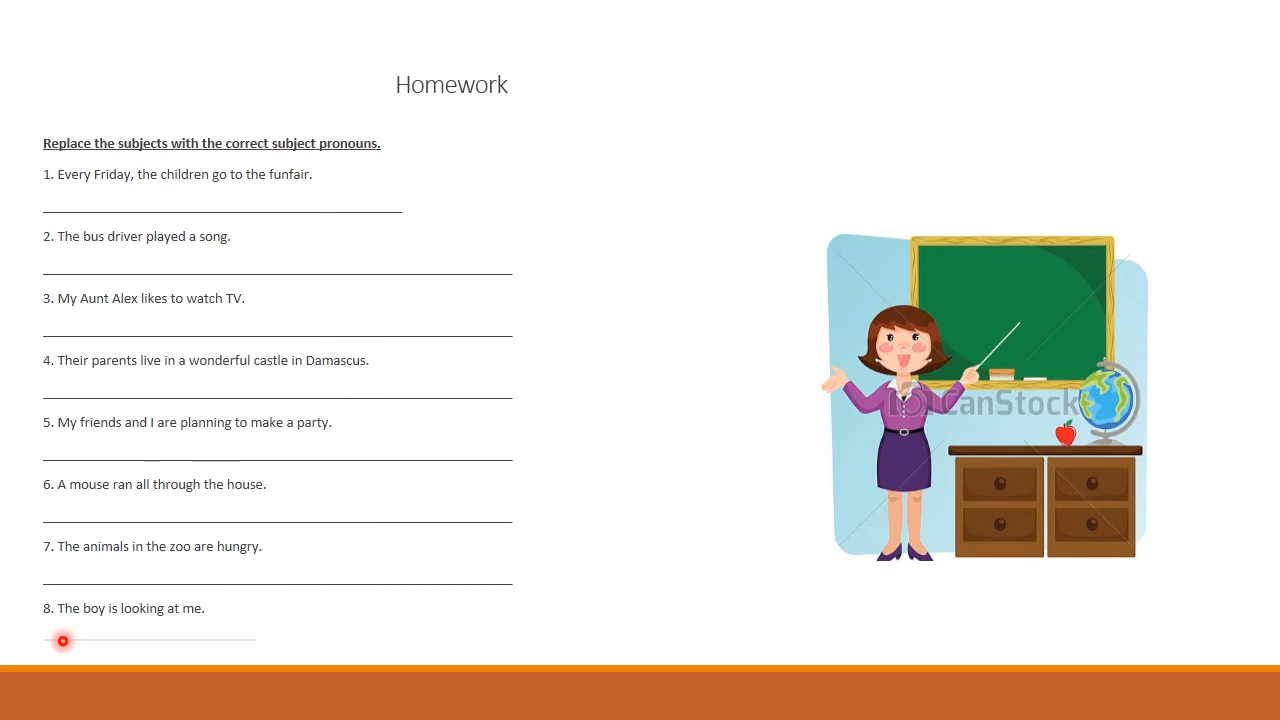 Homework
Replace the subjects with the correct subject pronouns.
1. Every Friday, the children go to the funfair.
2. The bus driver played a song.
3. My Aunt Alex likes to watch TV.
4. Their parents live in a wonderful castle in Damascus.
5. My friends and I are planning to make a party.
6. A mouse ran all through the house.
7. The animals in the zoo are hungry.
8. The boy is looking at me.
CanStock